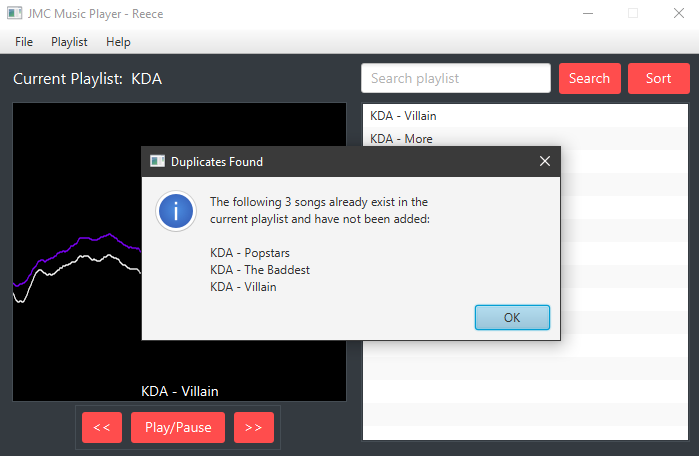 JMC Music Player - Reece
File Playlist Help
Current Playlist: KDA
Search playlist
Search
Sort
KDA - Villain
KDA - More
Duplicates Found
The following 3 songs already exist in the
current playlist and have not been added:
KDA - Popstars
KDA - The Baddest
KDA - Villain
OK
KDA - Villain
<<
Play/Pause
>>